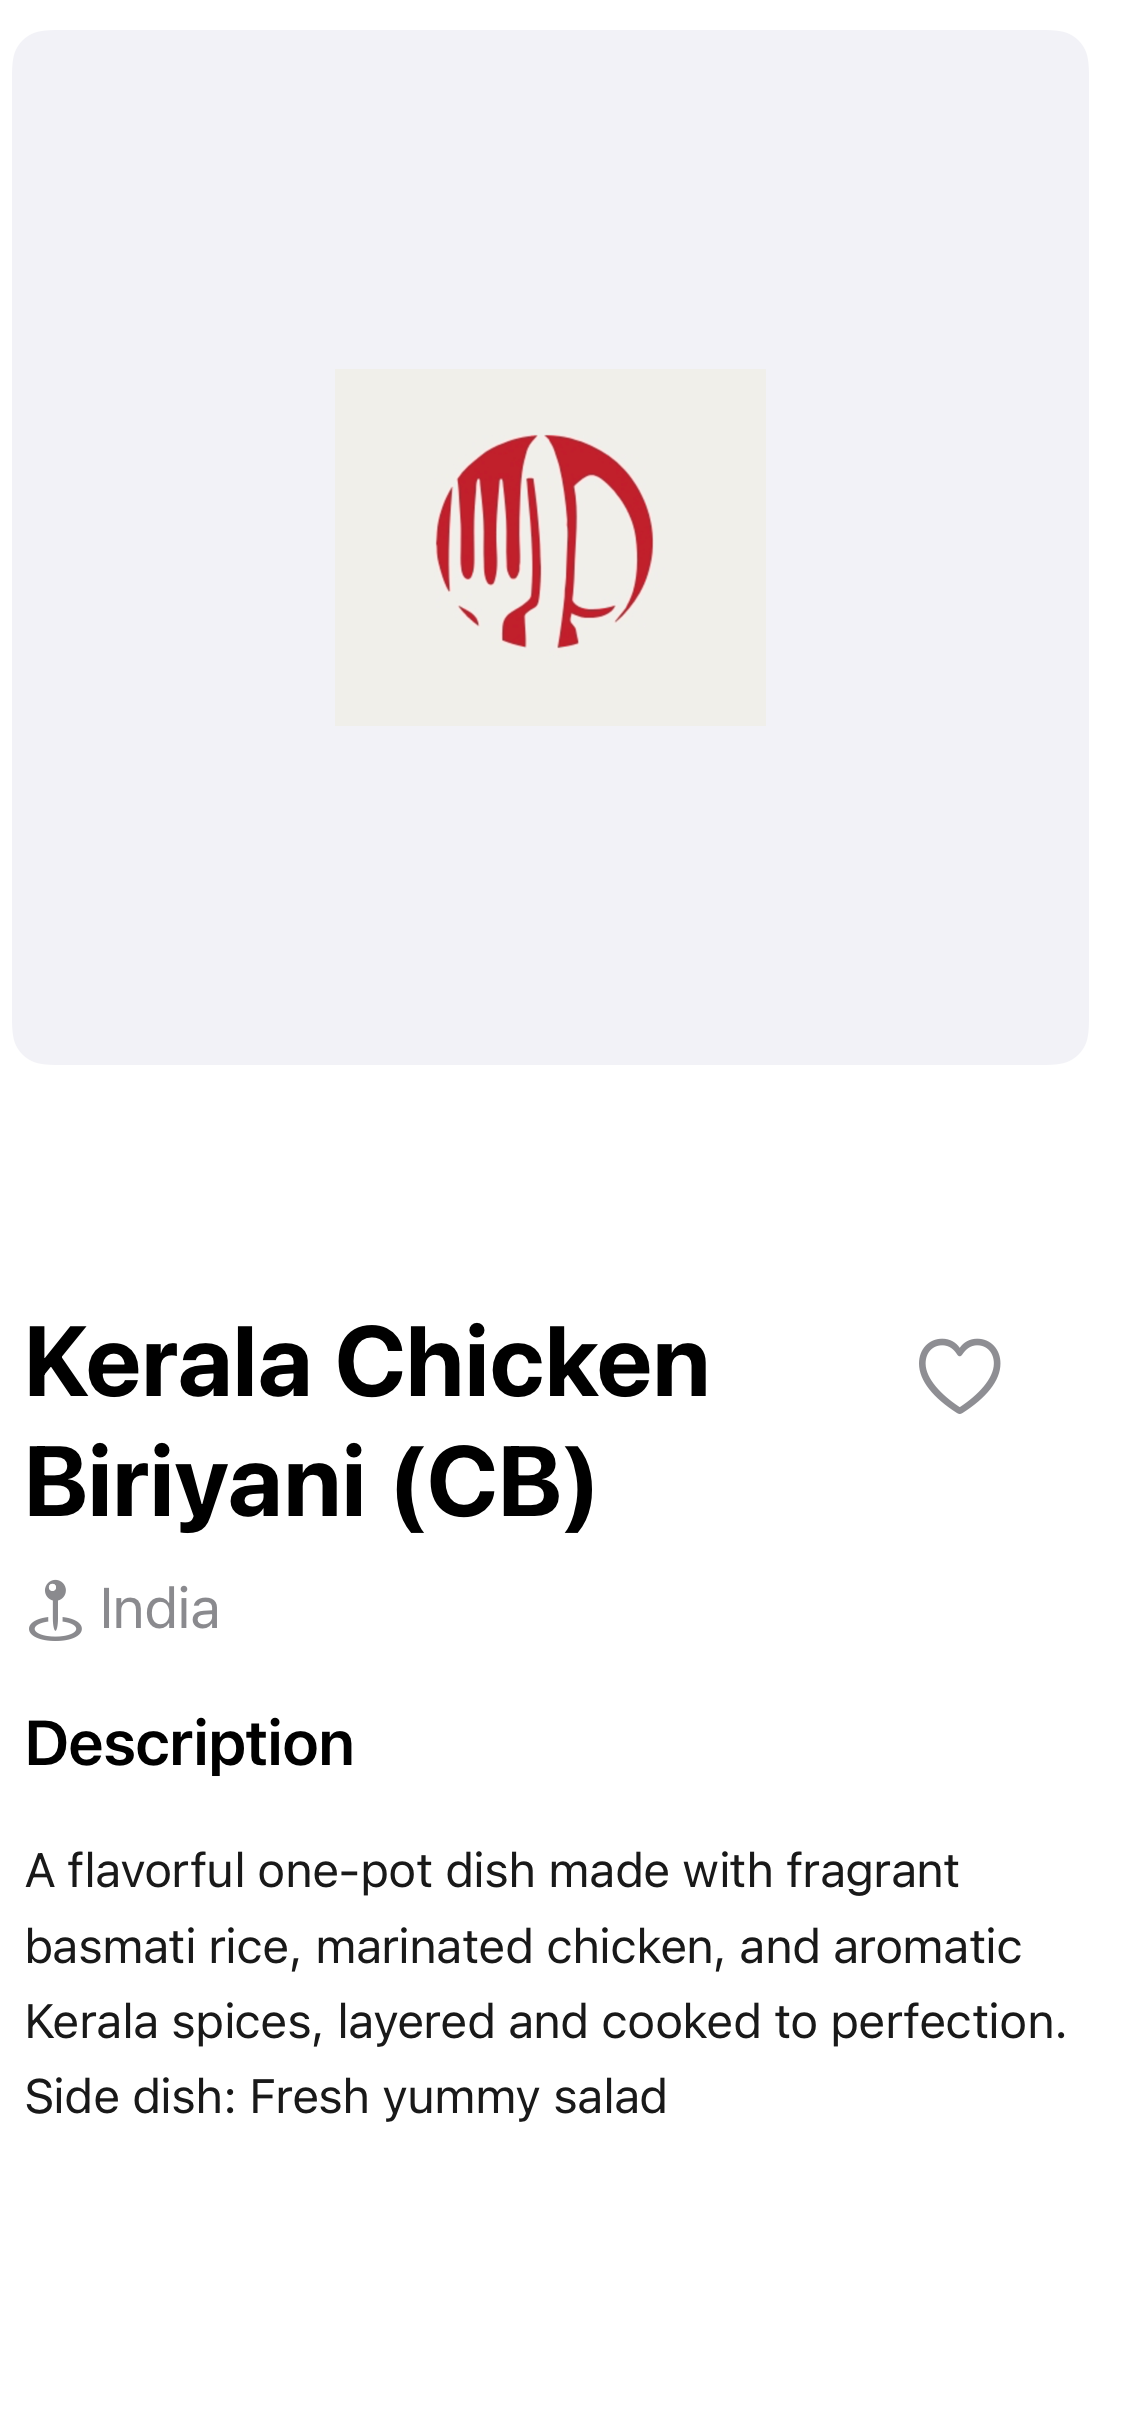 Kerala Chicken
Biriyani (CB)
India
Description
A flavorful one-pot dish made with fragrant
basmati rice, marinated chicken, and aromatic
Kerala spices, layered and cooked to perfection.
Side dish: Fresh yummy salad